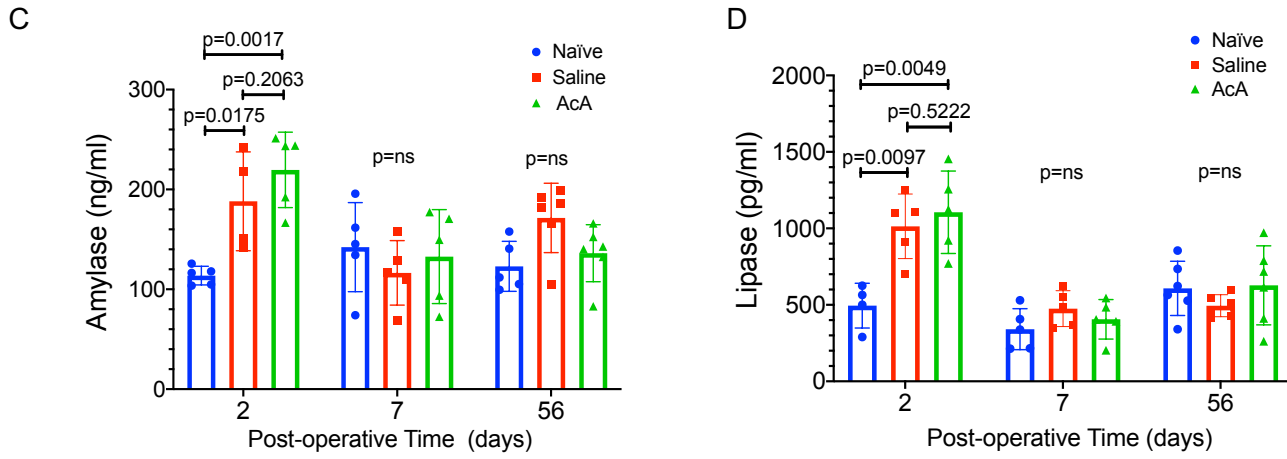 C
p=0.0017
p=0.2063
p=0.0175
p=ns
p=ns
Naïve
Saline
AcA
Amylase (ng/ml)
300
200
100
0
2
7
56
Post-operative Time (days)
D
p=0.0049
p=0.5222
p=0.0097
p=ns
p=ns
Naïve
Saline
AcA
Lipase (pg/ml)
2000
1500
1000
500
0
2
7
56
Post-operative Time (days)